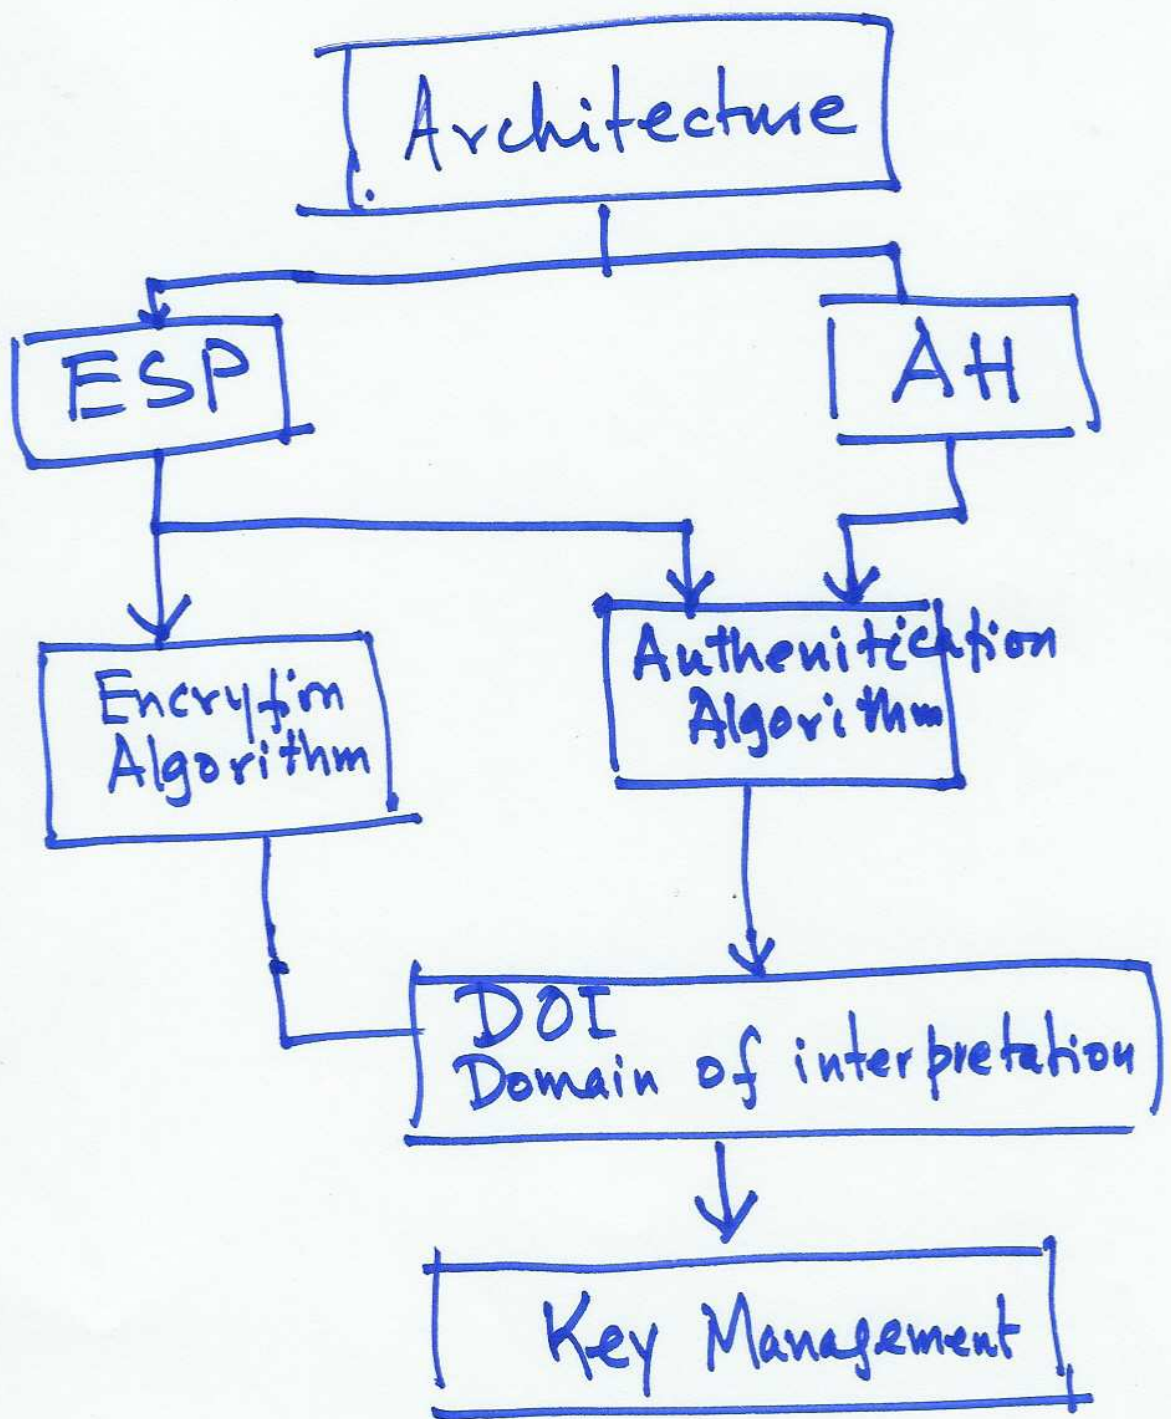 Architecture
ESP
AH
Encryption
Algorithm
Authenitication
Algorithm
DOI
Domain of interpretation
Key Management